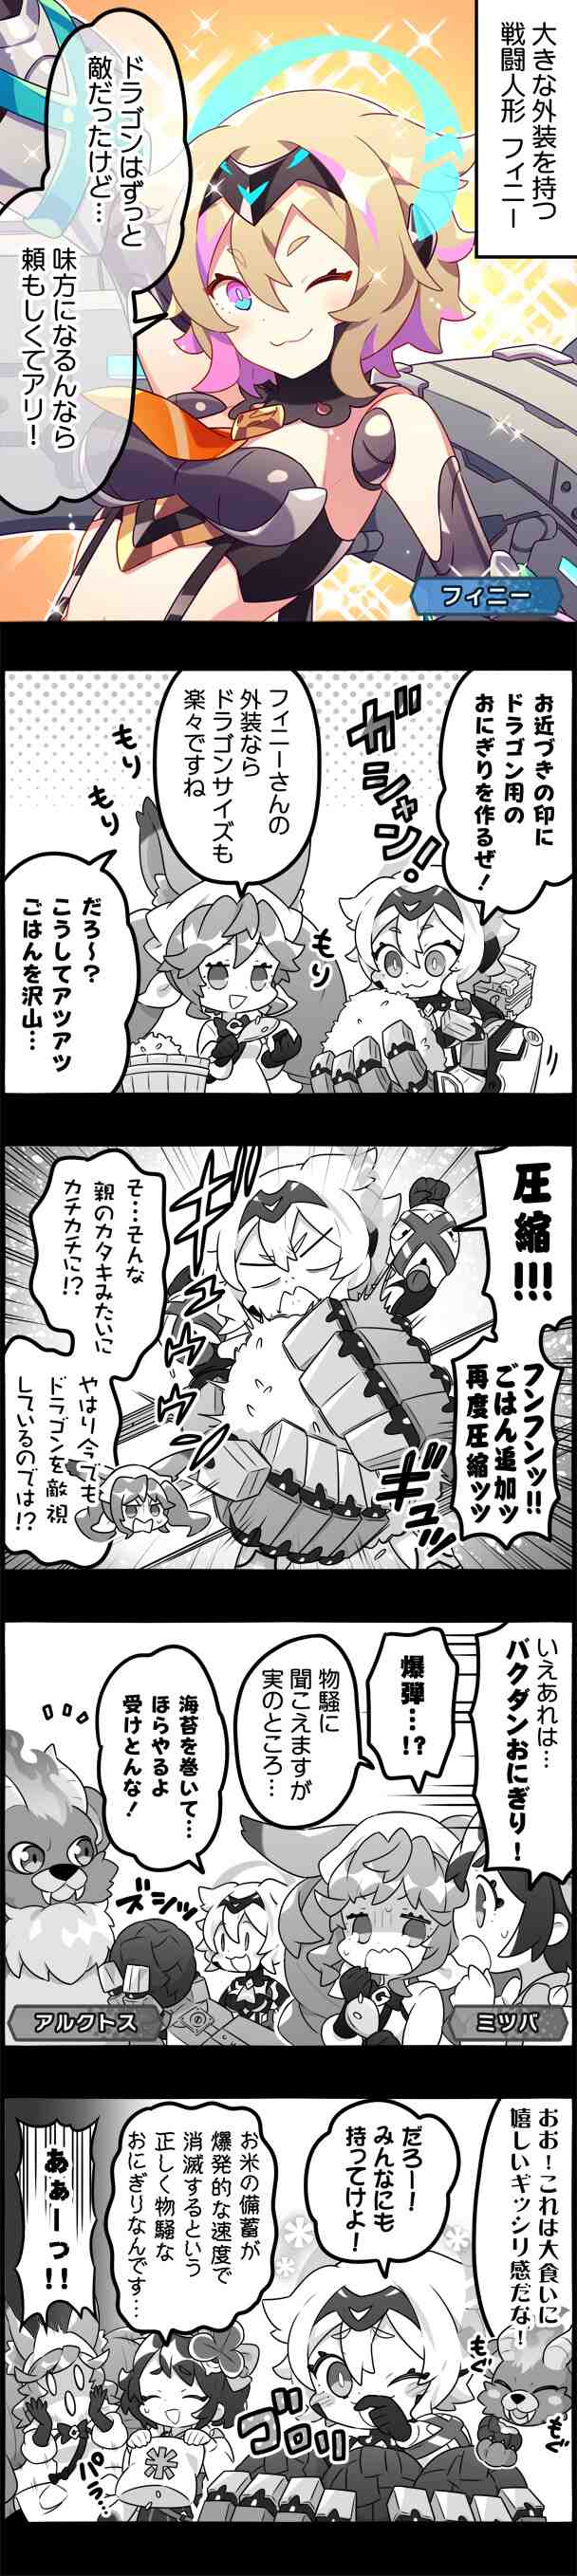 大きな外装を持つ
戦闘人形 フィニー
ドラゴンはずっと
敵だったけど…
味方になるんなら
頼もしくてアリ！
フィニー
お近づきの印に
ドラゴン用の
おにぎりを作るぜ！
ガシャン！
フィニーさんの
外装なら
ドラゴンサイズも
楽々ですね
もり
もり
もり
だろ〜？
こうしてアツアツ
ごはんを沢山…
圧縮!!!
フンフンッ!!
ごはん追加ッ
再度圧縮ッッ
ギュウウウッ
ギュッ
そ…そんな
親のカタキみたいに
カチカチに!?
やはり今でも
ドラゴンを敵視
しているのでは!?
いえあれは…
バクダンおにぎり！
爆弾…!?
物騒に
聞こえますが
実のところ…
海苔を巻いて…
ほらやるよ
受けとんな！
ズシッ
ミツバ
アルクトス
おお！これは大食いに
嬉しいギッシリ感だな！
もぐ
もぐ
だろー！
みんなにも
持ってけよ！
ゴロリ
お米の備蓄が
爆発的な速度で
消滅するという
正しく物騒な
おにぎりなんです…
米
パラ…
あぁーっ!!